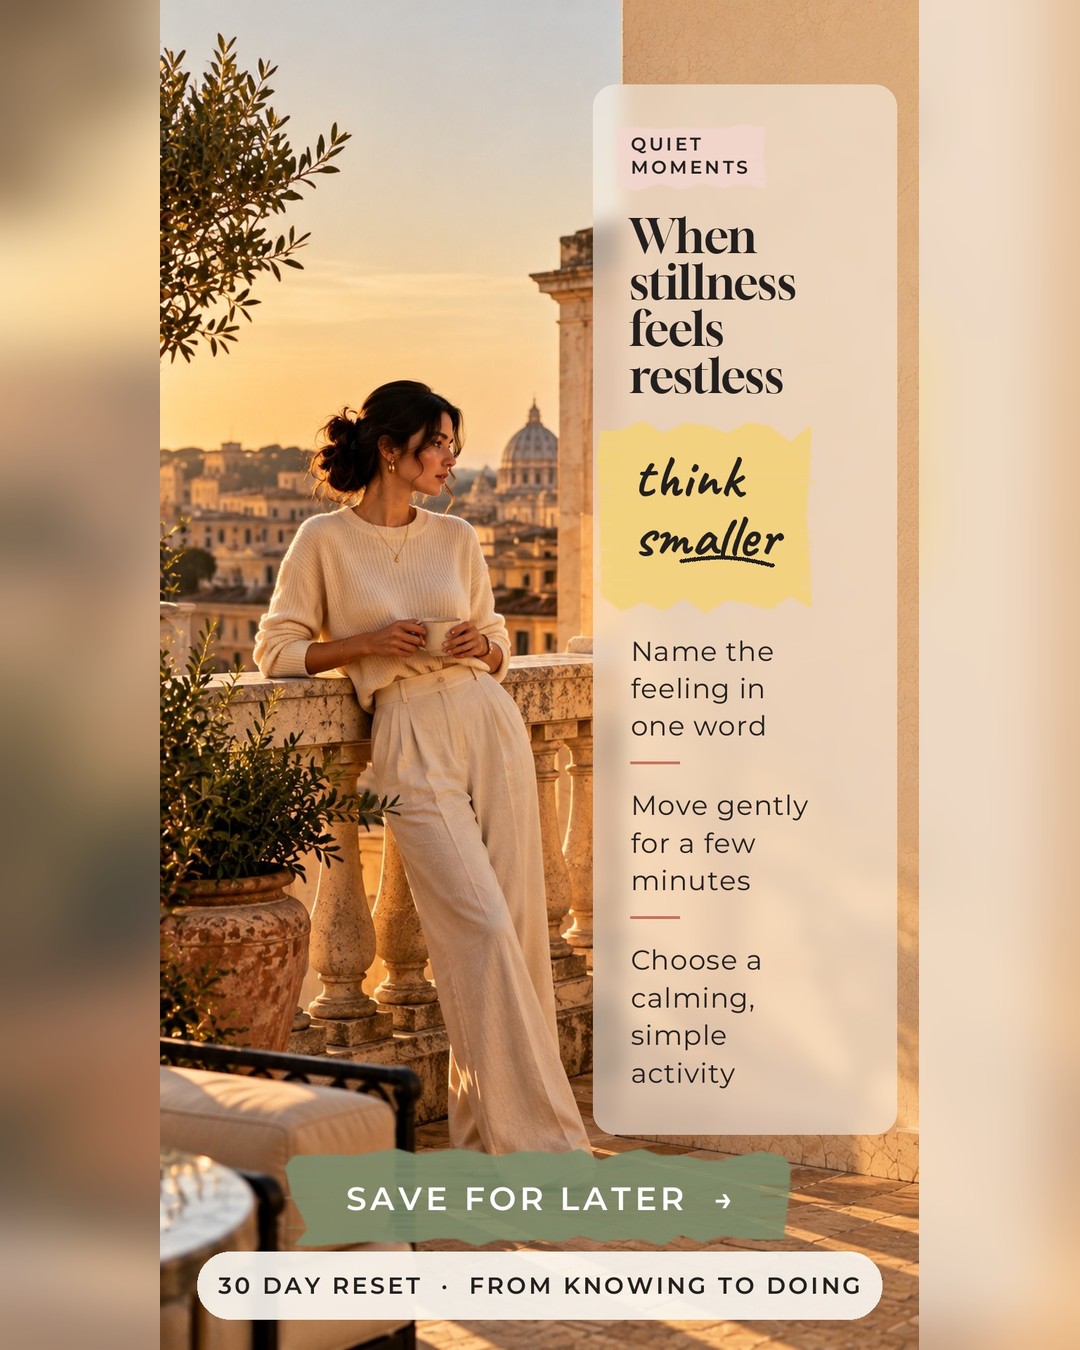 QUIET
MOMENTS
When
stillness
feels
restless
think
smaller
Name the
feeling in
one word
Move gently
for a few
minutes
Choose a
calming,
simple
activity
SAVE FOR LATER →
30 DAY RESET · FROM KNOWING TO DOING